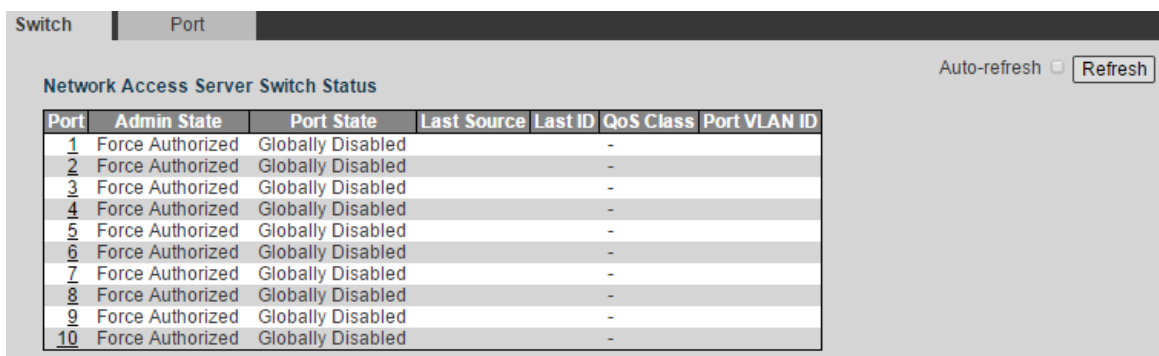 Switch Port
Auto-refresh Refresh
Network Access Server Switch Status
Port Admin State Port State Last Source Last ID QoS Class Port VLAN ID
1 Force Authorized Globally Disabled -
2 Force Authorized Globally Disabled -
3 Force Authorized Globally Disabled -
4 Force Authorized Globally Disabled -
5 Force Authorized Globally Disabled -
6 Force Authorized Globally Disabled -
7 Force Authorized Globally Disabled -
8 Force Authorized Globally Disabled -
9 Force Authorized Globally Disabled -
10 Force Authorized Globally Disabled -